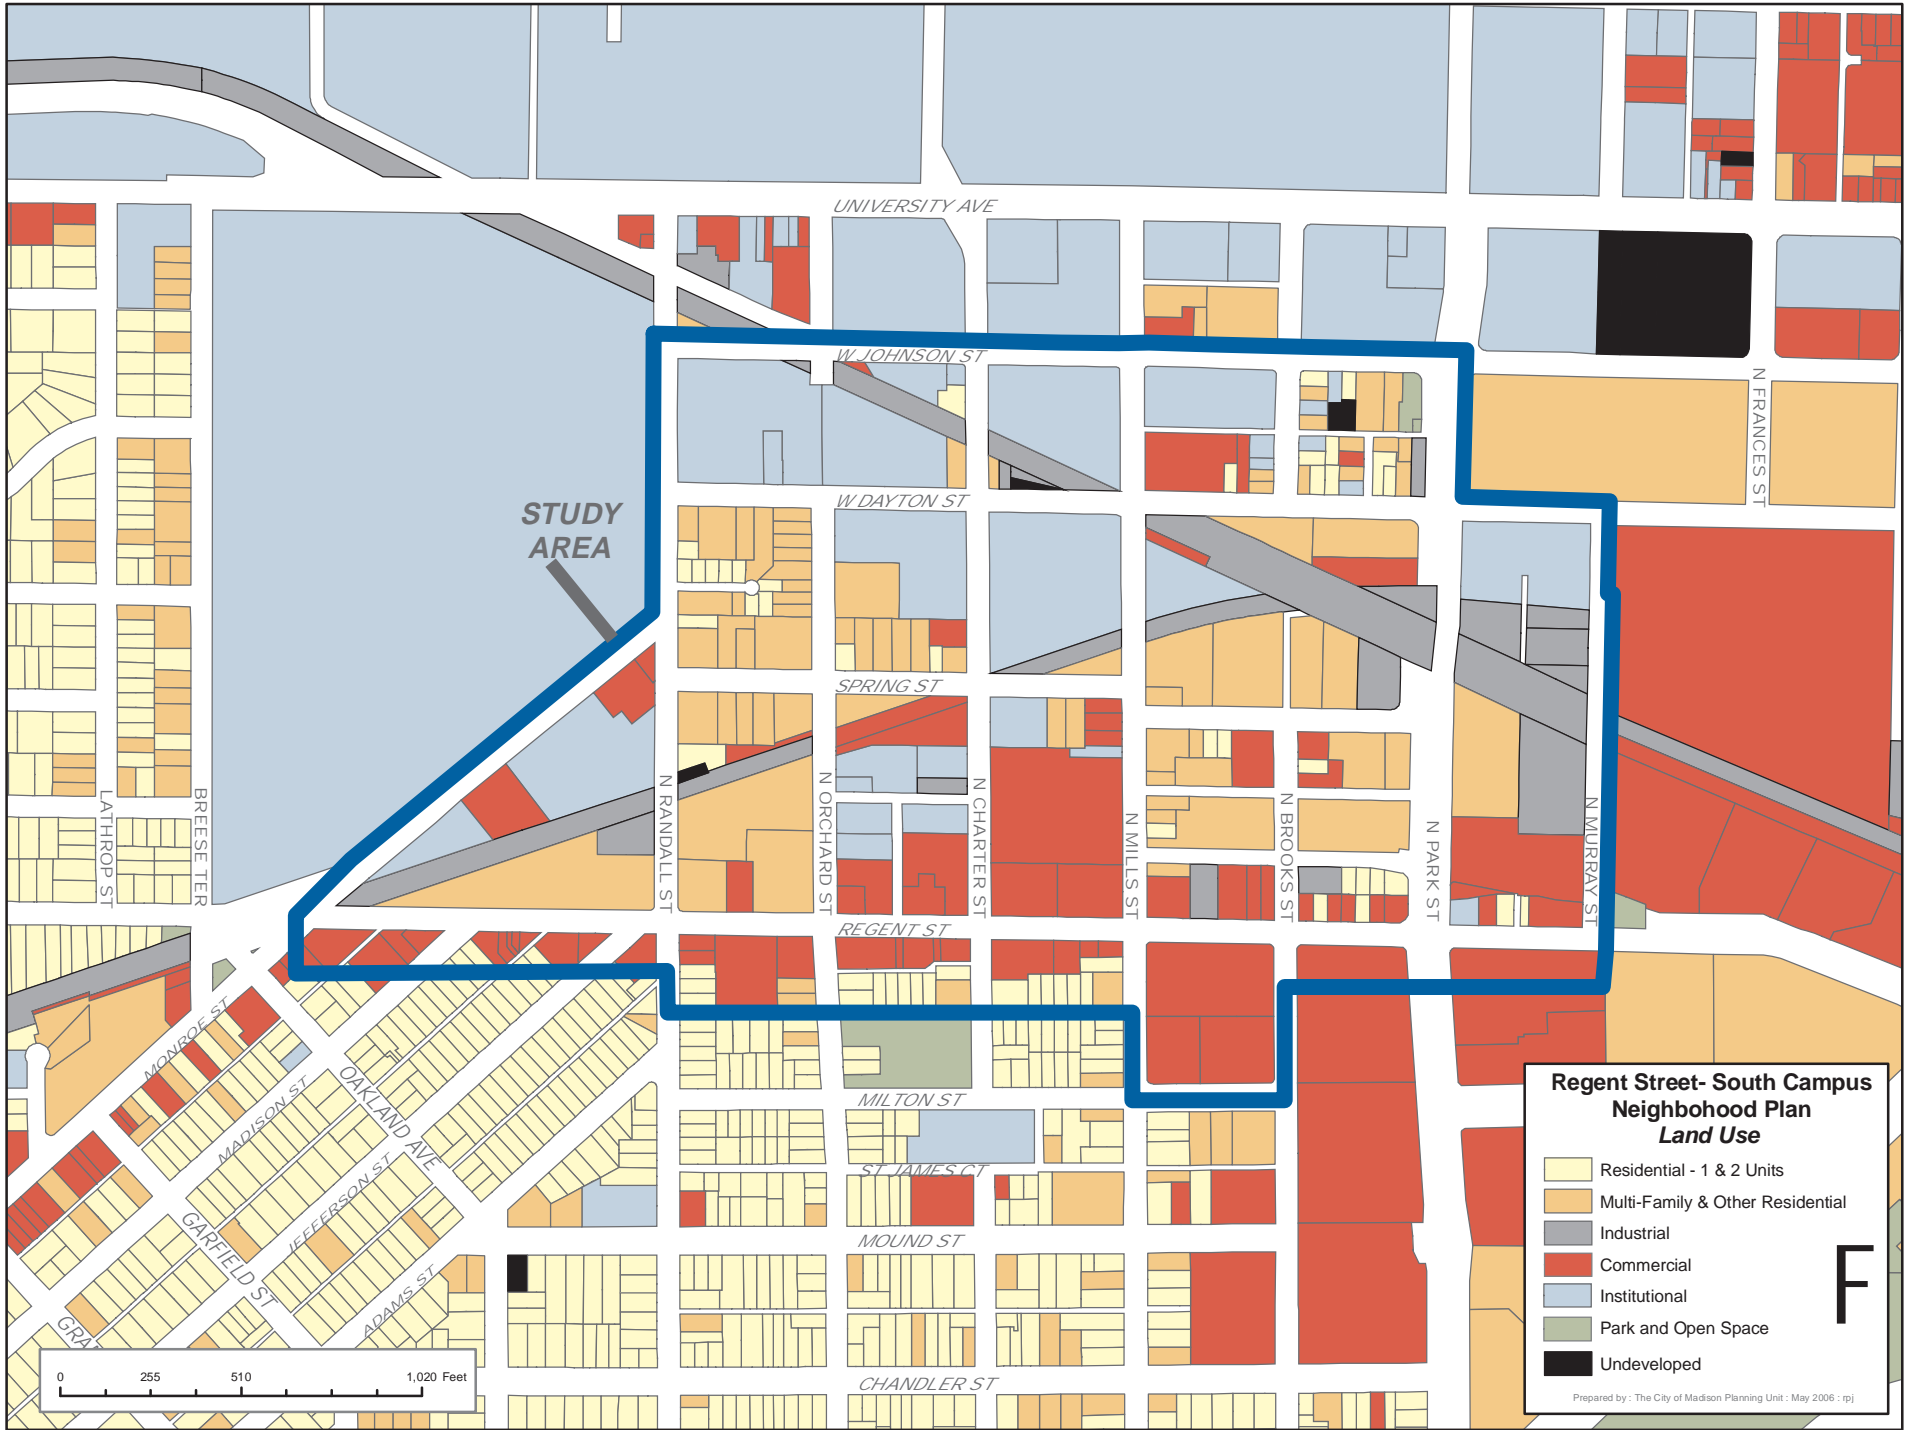 UNIVERSITY AVE
W JOHNSON ST
N FRANCES ST
W DAYTON ST
STUDY
AREA
SPRING ST
LATHROP ST
BREESE TER
N RANDALL ST
N ORCHARD ST
N CHARTER ST
N MILLS ST
N BROOKS ST
N PARK ST
N MURRAY ST
REGENT ST
MONROE ST
MADISON ST
OAKLAND AVE
MILTON ST
ST JAMES CT
JEFFERSON ST
GARFIELD ST
MOUND ST
ADAMS ST
GRA
CHANDLER ST
0 255 510 1,020 Feet
Regent Street- South Campus
Neighbohood Plan
Land Use
Residential - 1 & 2 Units
Multi-Family & Other Residential
Industrial
Commercial
Institutional
Park and Open Space
Undeveloped
F
Prepared by : The City of Madison Planning Unit : May 2006 : rpj